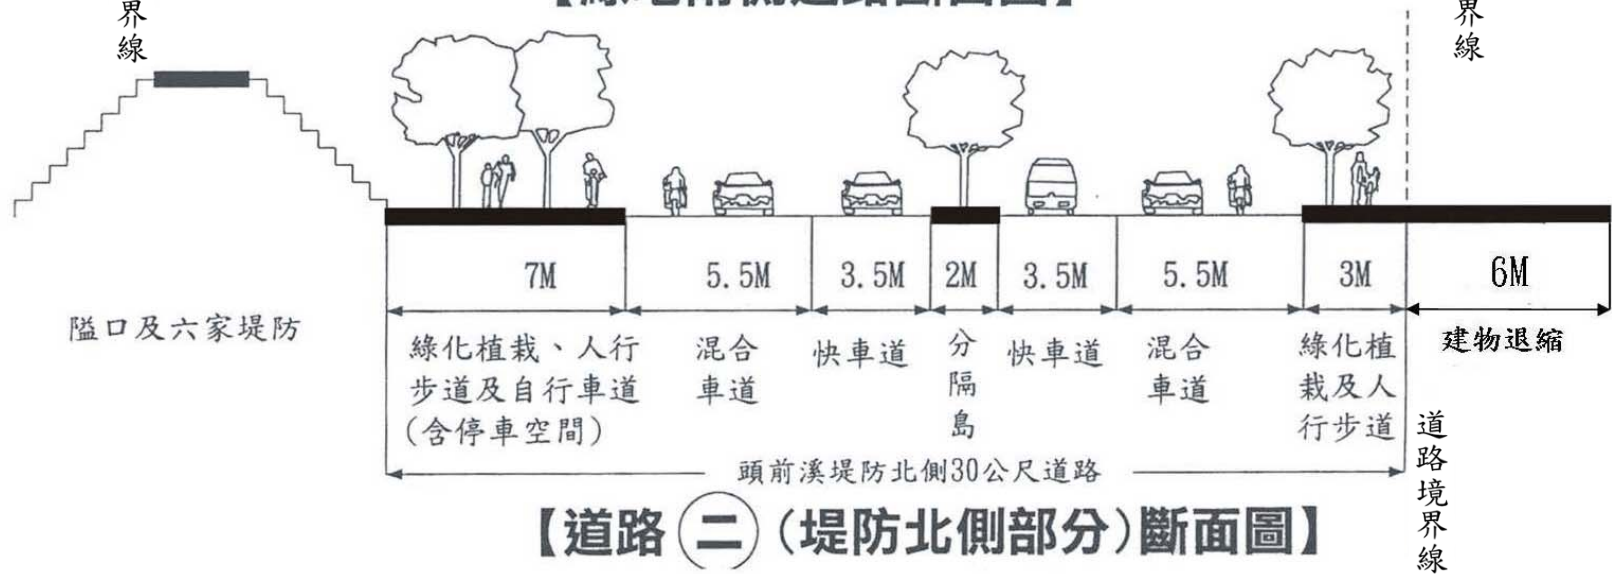 界線
界線
7M
5.5M
3.5M
2M
3.5M
5.5M
3M
6M
隘口及六家堤防
綠化植栽、人行
步道及自行車道
(含停車空間)
混合
車道
快車道
分隔島
快車道
混合
車道
綠化植
栽及人
行步道
建物退縮
道路境界線
頭前溪堤防北側30公尺道路
【道路二(堤防北側部分)斷面圖】